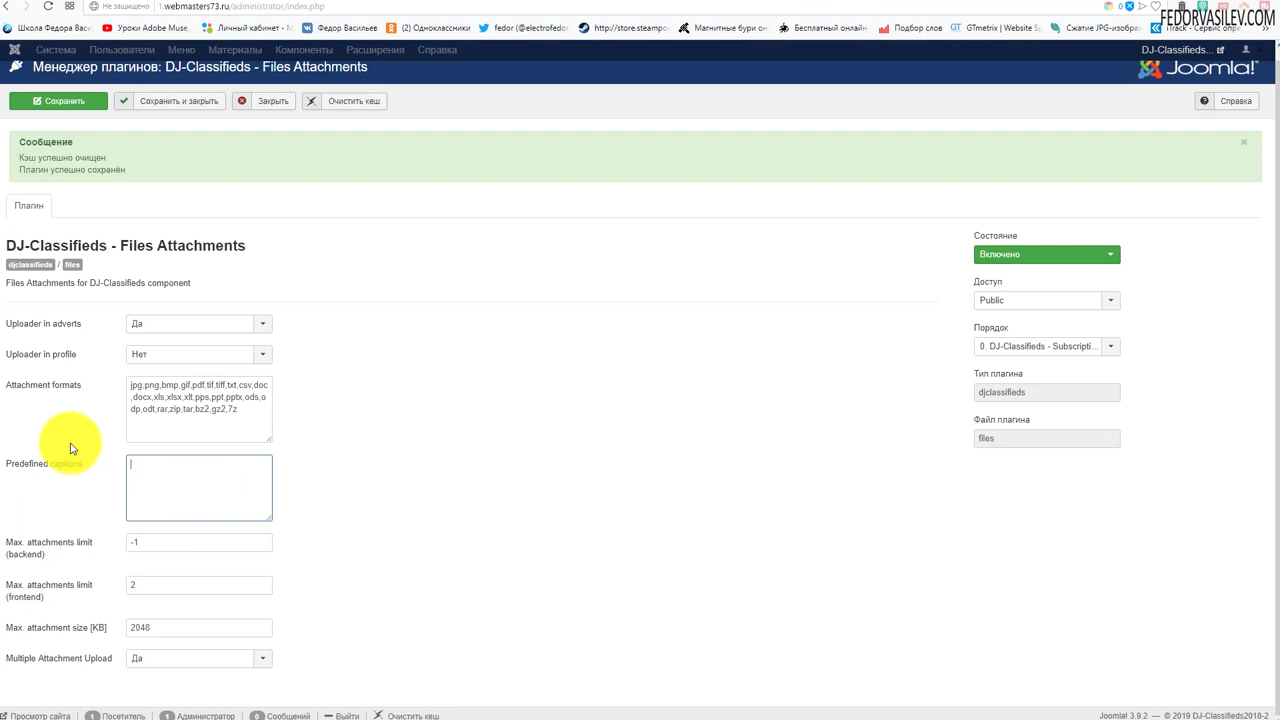 Не защищено
1.webmasters73.ru/administrator/index.php
FEDORVASILEV.COM
Школа Федора Васил
Уроки Adobe Muse,
Личный кабинет -
Федор Васильев
(2) Одноклассники
fedor (@electrofedor
http://store.steampo
Магнитные бури он
Бесплатный онлайн
Подбор слов
GTmetrix | Website S
Сжатие JPG-изобра
iTrack - Сервис опре
Система
Пользователи
Меню
Материалы
Компоненты
Расширения
Справка
DJ-Classifieds...
Менеджер плагинов: DJ-Classifieds - Files Attachments
Joomla!
Сохранить
Сохранить и закрыть
Закрыть
Очистить кеш
Справка
Сообщение
Кэш успешно очищен
Плагин успешно сохранён
Плагин
DJ-Classifieds - Files Attachments
djclassifieds / files
Files Attachments for DJ-Classifieds component
Uploader in adverts
Да
Uploader in profile
Нет
Attachment formats
jpg,png,bmp,gif,pdf,tif,tiff,txt,csv,doc
,docx,xls,xlsx,xlt,pps,ppt,pptx,ods,o
dp,odt,rar,zip,tar,bz2,gz2,7z
Predefined captions
Max. attachments limit
(backend)
-1
Max. attachments limit
(frontend)
2
Max. attachment size [KB]
2048
Multiple Attachment Upload
Да
Состояние
Включено
Доступ
Public
Порядок
0. DJ-Classifieds - Subscripti...
Тип плагина
djclassifieds
Файл плагина
files
Просмотр сайта
1 Посетитель
1 Администратор
0 Сообщений
Выйти
Очистить кеш
Joomla! 3.9.2 — © 2019 DJ-Classifieds2018-2